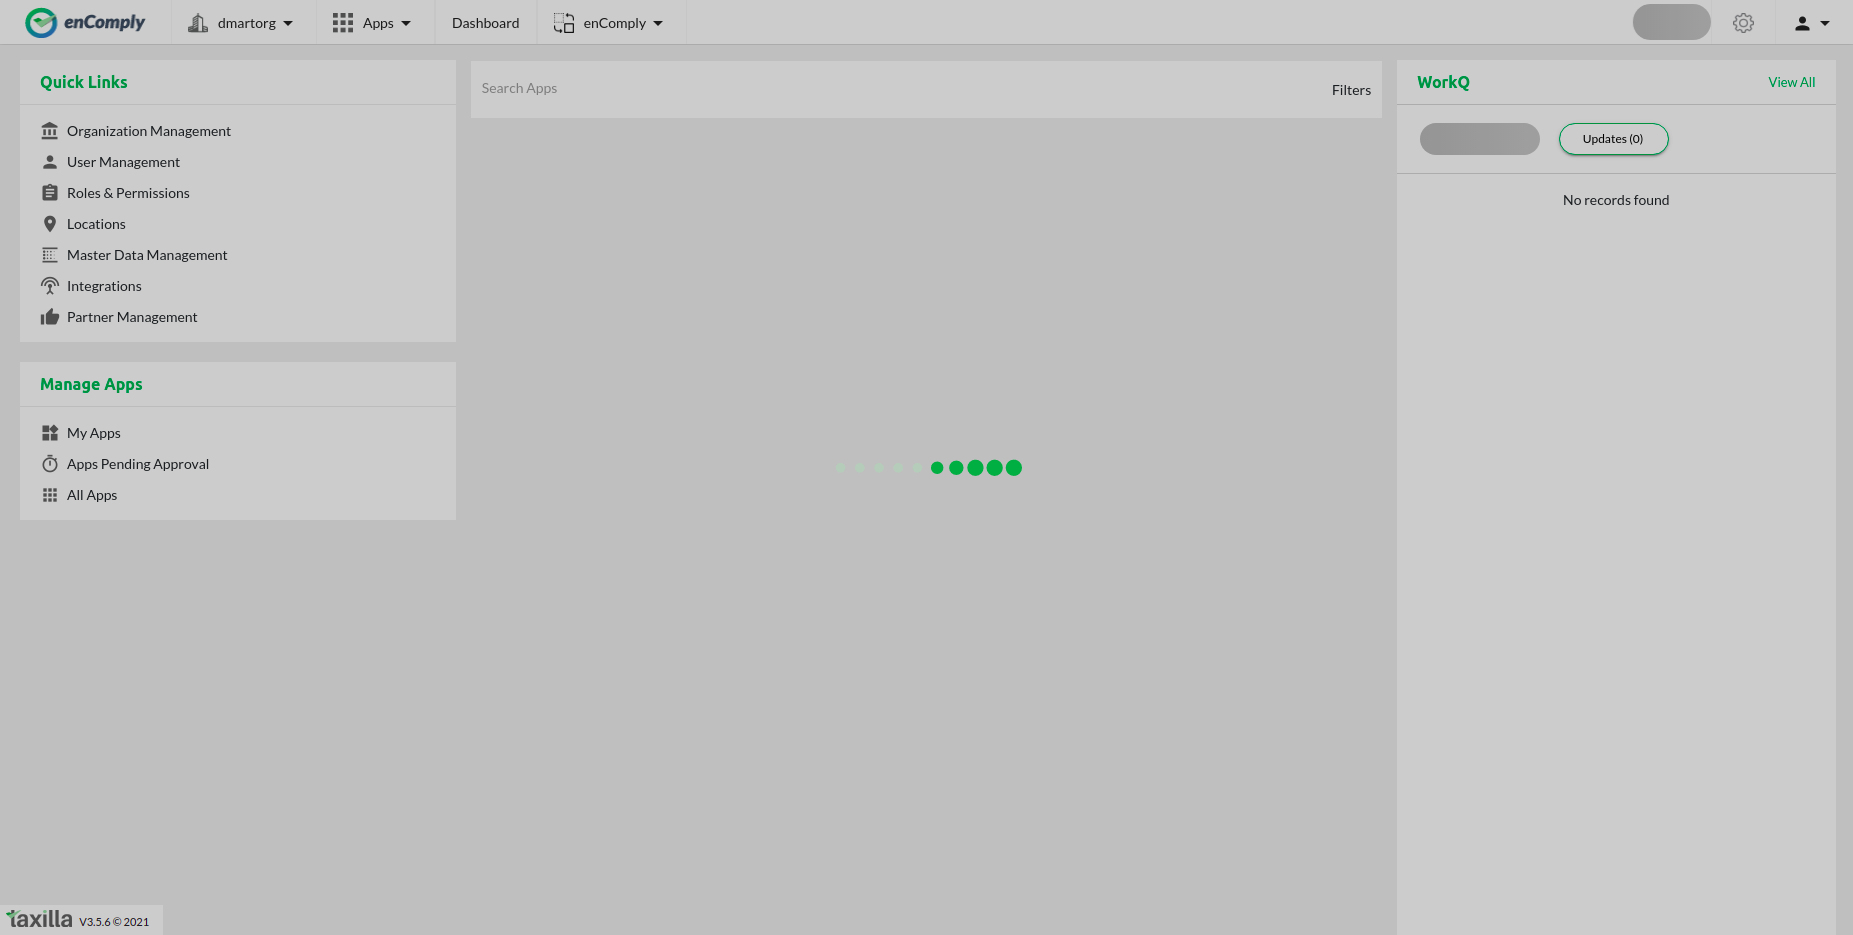 enComply
dmartorg
Apps
Dashboard
enComply
Quick Links
Organization Management
User Management
Roles & Permissions
Locations
Master Data Management
Integrations
Partner Management
Manage Apps
My Apps
Apps Pending Approval
All Apps
Search Apps
Filters
WorkQ
View All
Updates (0)
No records found
taxilla V3.5.6 © 2021